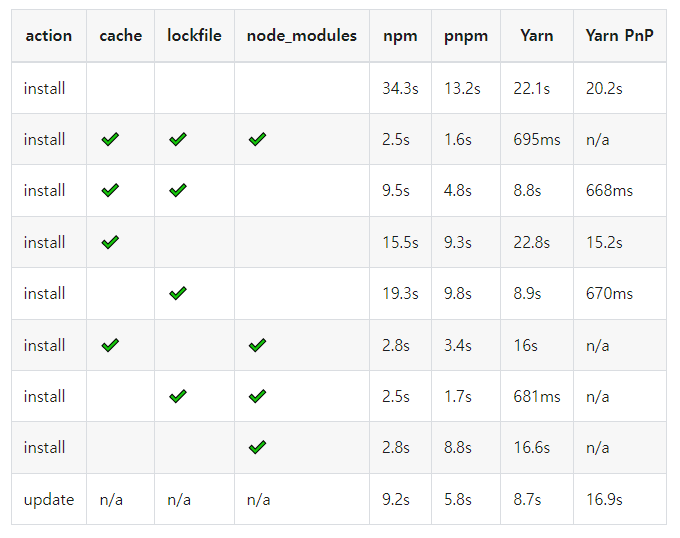 action cache lockfile node_modules npm pnpm Yarn Yarn PnP
install 34.3s 13.2s 22.1s 20.2s
install ✔ ✔ ✔ 2.5s 1.6s 695ms n/a
install ✔ ✔ 9.5s 4.8s 8.8s 668ms
install ✔ 15.5s 9.3s 22.8s 15.2s
install ✔ 19.3s 9.8s 8.9s 670ms
install ✔ ✔ 2.8s 3.4s 16s n/a
install ✔ ✔ 2.5s 1.7s 681ms n/a
install ✔ 2.8s 8.8s 16.6s n/a
update n/a n/a n/a 9.2s 5.8s 8.7s 16.9s